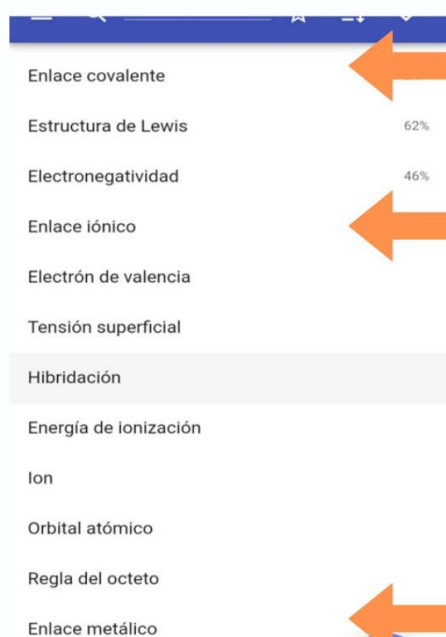 Enlace covalente
Estructura de Lewis 62%
Electronegatividad 46%
Enlace iónico
Electrón de valencia
Tensión superficial
Hibridación
Energía de ionización
Ion
Orbital atómico
Regla del octeto
Enlace metálico